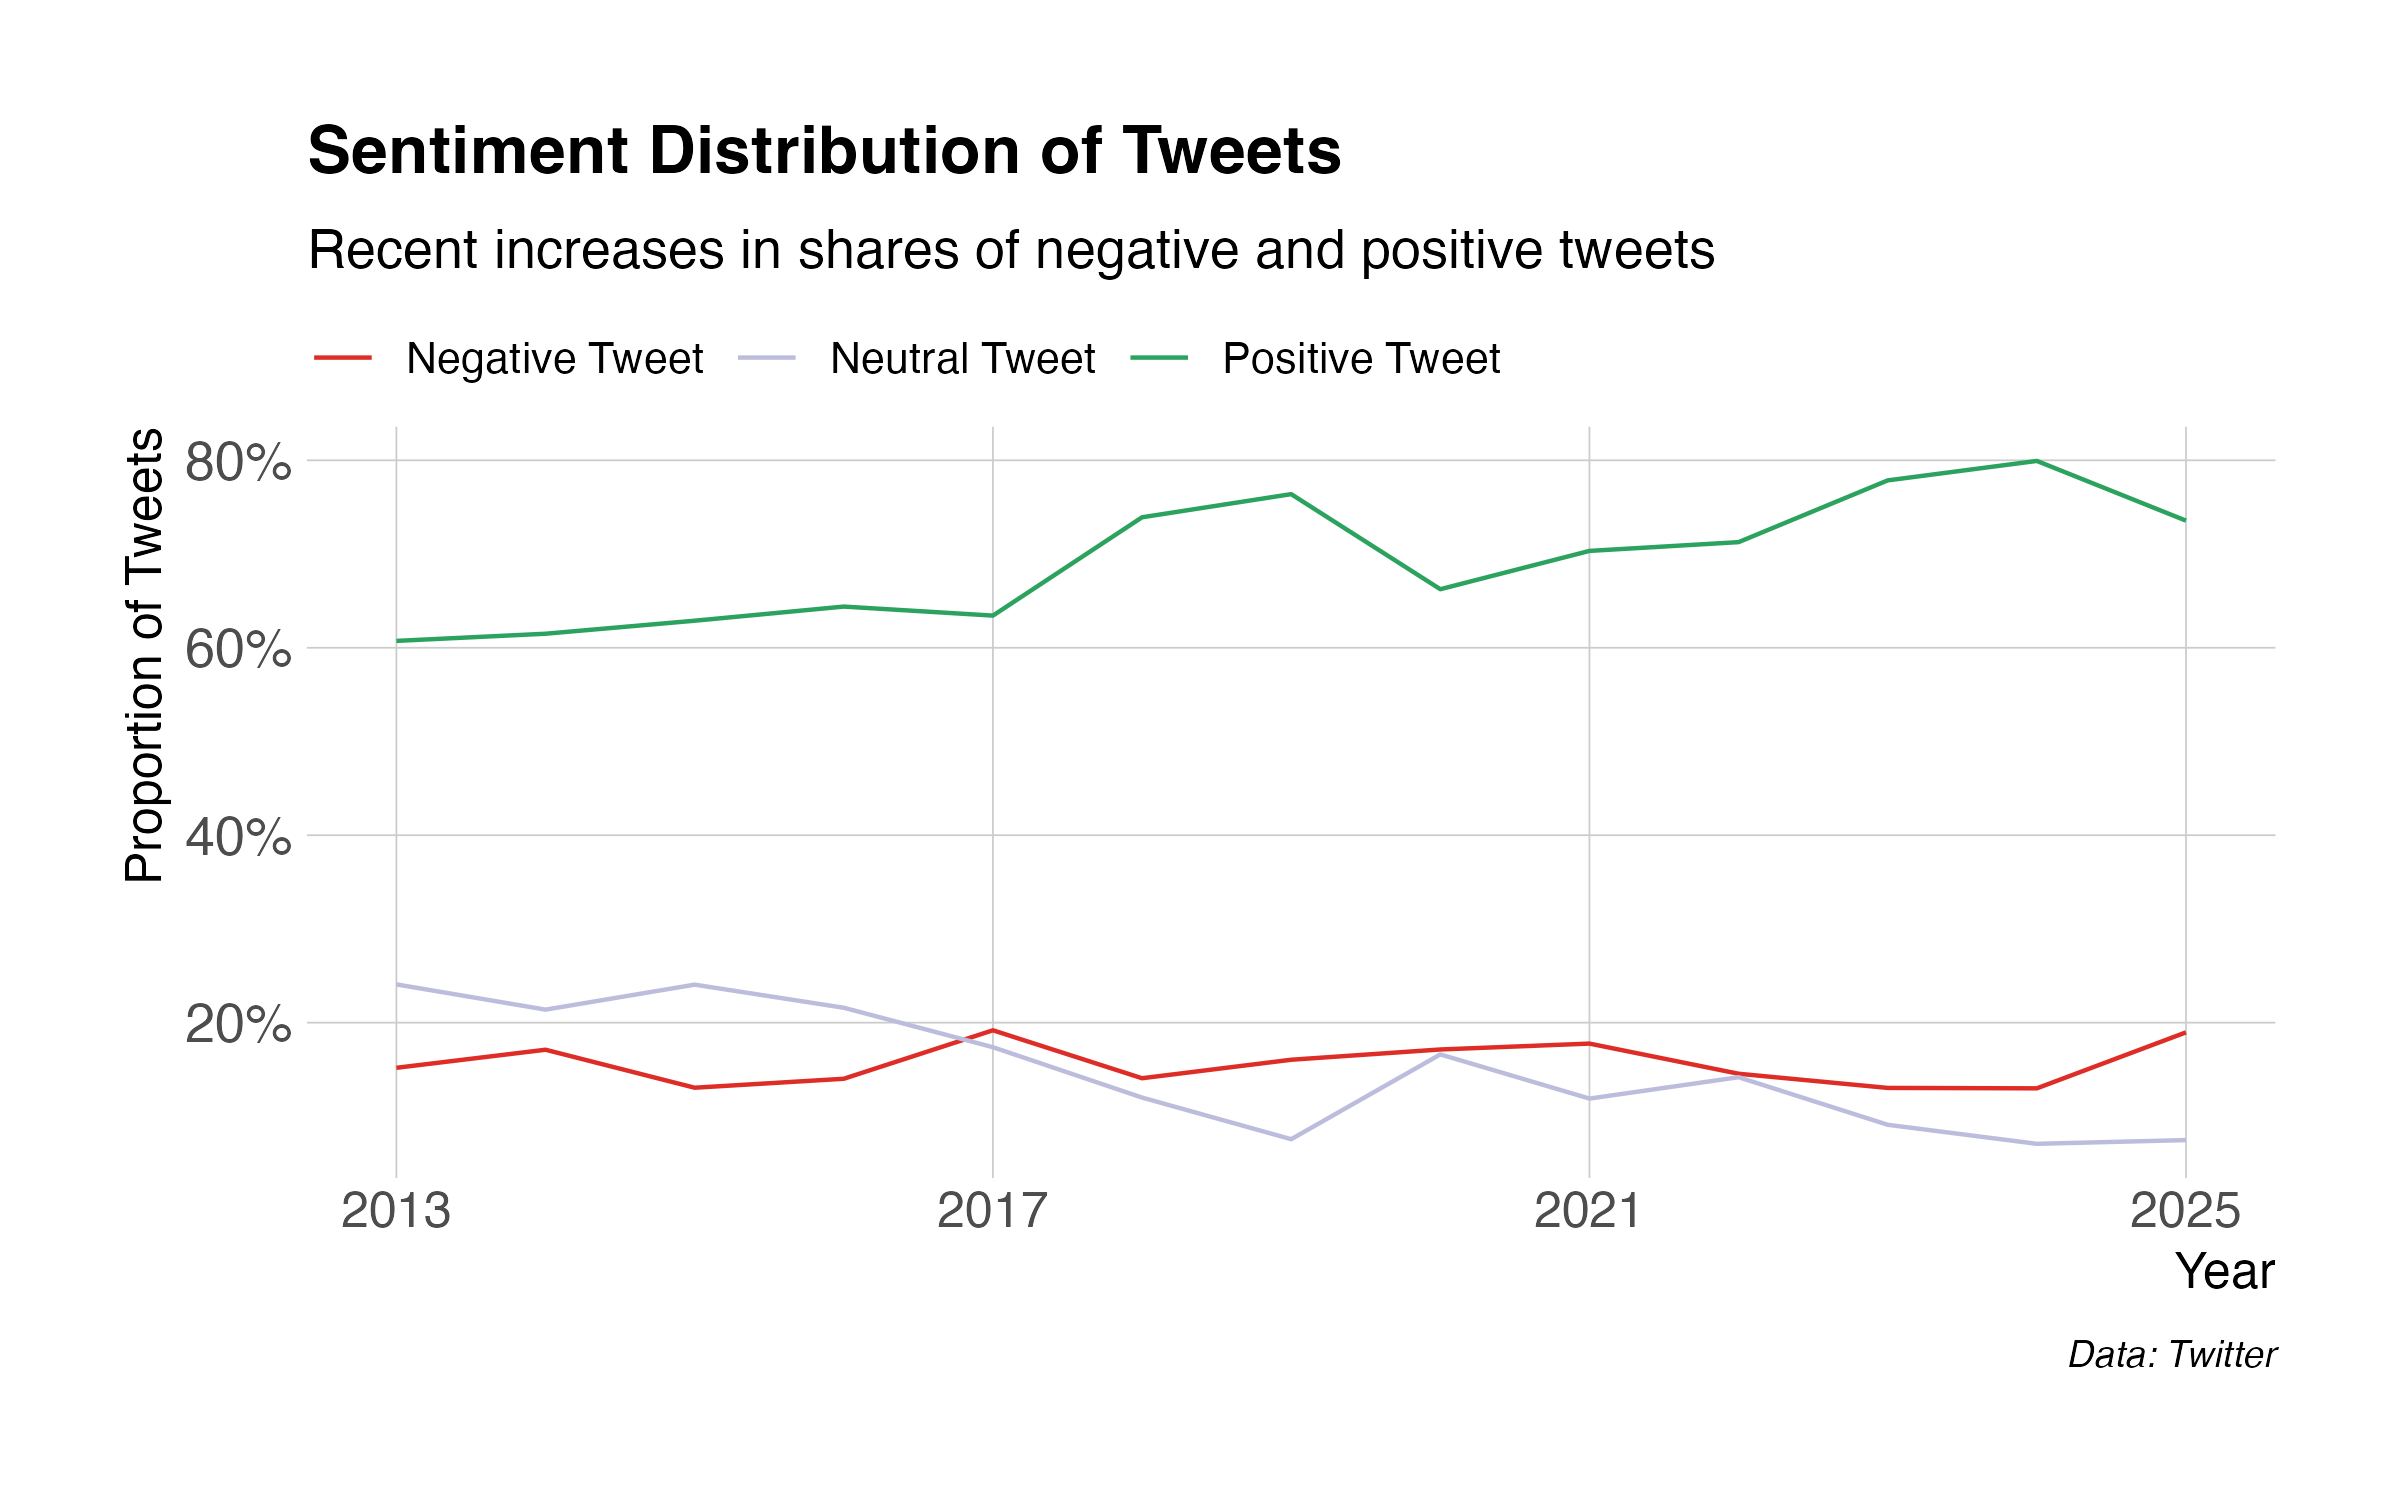 Sentiment Distribution of Tweets
Recent increases in shares of negative and positive tweets
Negative Tweet Neutral Tweet Positive Tweet
Proportion of Tweets
80%
60%
40%
20%
2013 2017 2021 2025
Year
Data: Twitter